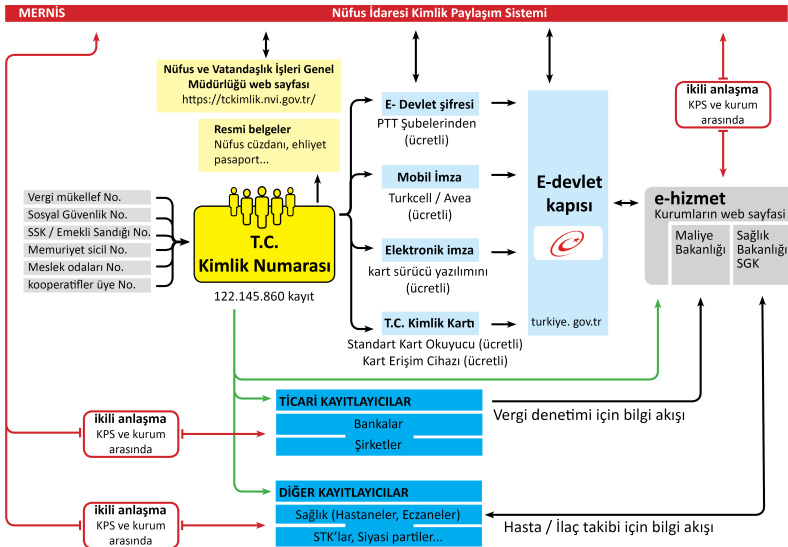 MERNİS
Nüfus İdaresi Kimlik Paylaşım Sistemi
Nüfus ve Vatandaşlık İşleri Genel
Müdürlüğü web sayfası
https://tckimlik.nvi.gov.tr/
Resmi belgeler
Nüfus cüzdanı, ehliyet
pasaport...
Vergi mükellef No.
Sosyal Güvenlik No.
SSK / Emekli Sandığı No.
Memuriyet sicil No.
Meslek odaları No.
kooperatifler üye No.
T.C.
Kimlik Numarası
122.145.860 kayıt
E- Devlet şifresi
PTT Şubelerinden
(ücretli)
Mobil İmza
Turkcell / Avea
(ücretli)
Elektronik imza
kart sürücü yazılımını
(ücretli)
T.C. Kimlik Kartı
Standart Kart Okuyucu (ücretli)
Kart Erişim Cihazı (ücretli)
E-devlet
kapısı
turkiye. gov.tr
ikili anlaşma
KPS ve kurum
arasında
e-hizmet
Kurumların web sayfasi
Maliye
Bakanlığı
Sağlık
Bakanlığı
SGK
ikili anlaşma
KPS ve kurum
arasında
TİCARİ KAYITLAYICILAR
Bankalar
Şirketler
Vergi denetimi için bilgi akışı
ikili anlaşma
KPS ve kurum
arasında
DİĞER KAYITLAYICILAR
Sağlık (Hastaneler, Eczaneler)
STK'lar, Siyasi partiler...
Hasta / İlaç takibi için bilgi akışı